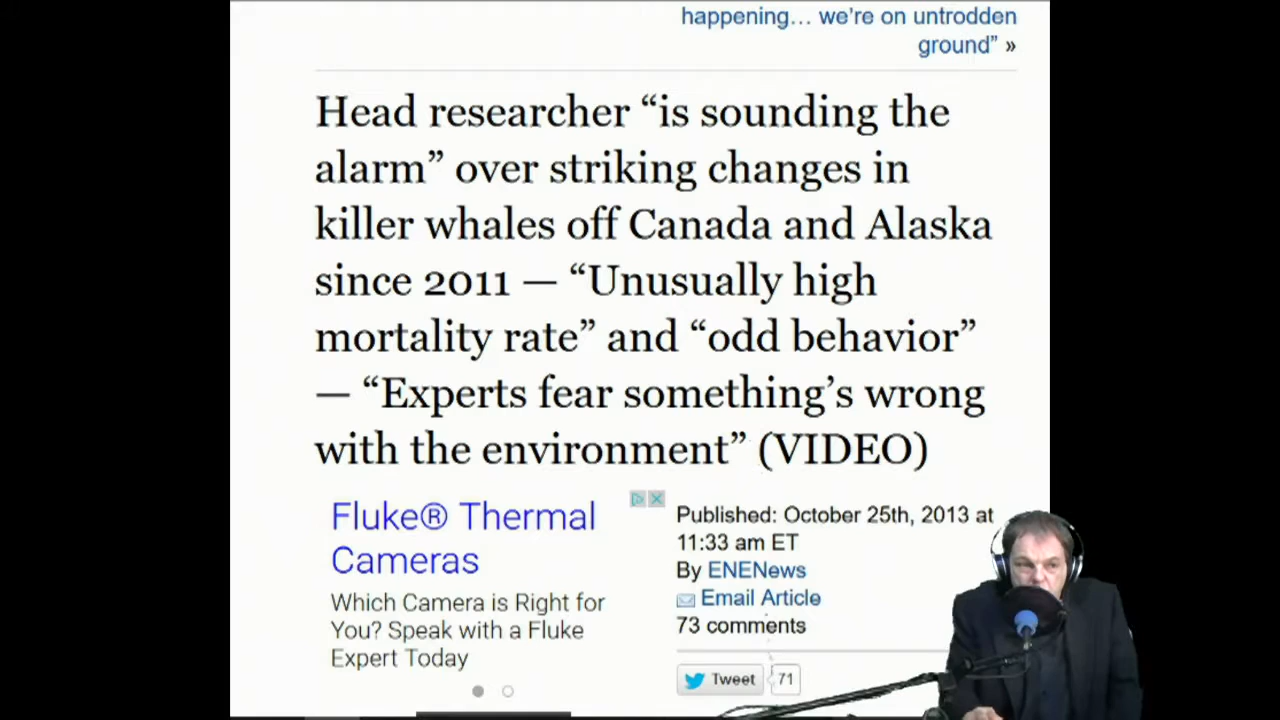 happening… we’re on untrodden
ground” »
Head researcher “is sounding the
alarm” over striking changes in
killer whales off Canada and Alaska
since 2011 — “Unusually high
mortality rate” and “odd behavior”
— “Experts fear something’s wrong
with the environment” (VIDEO)
Fluke® Thermal
Cameras
Which Camera is Right for
You? Speak with a Fluke
Expert Today
Published: October 25th, 2013 at
11:33 am ET
By ENENews
Email Article
73 comments
Tweet 71